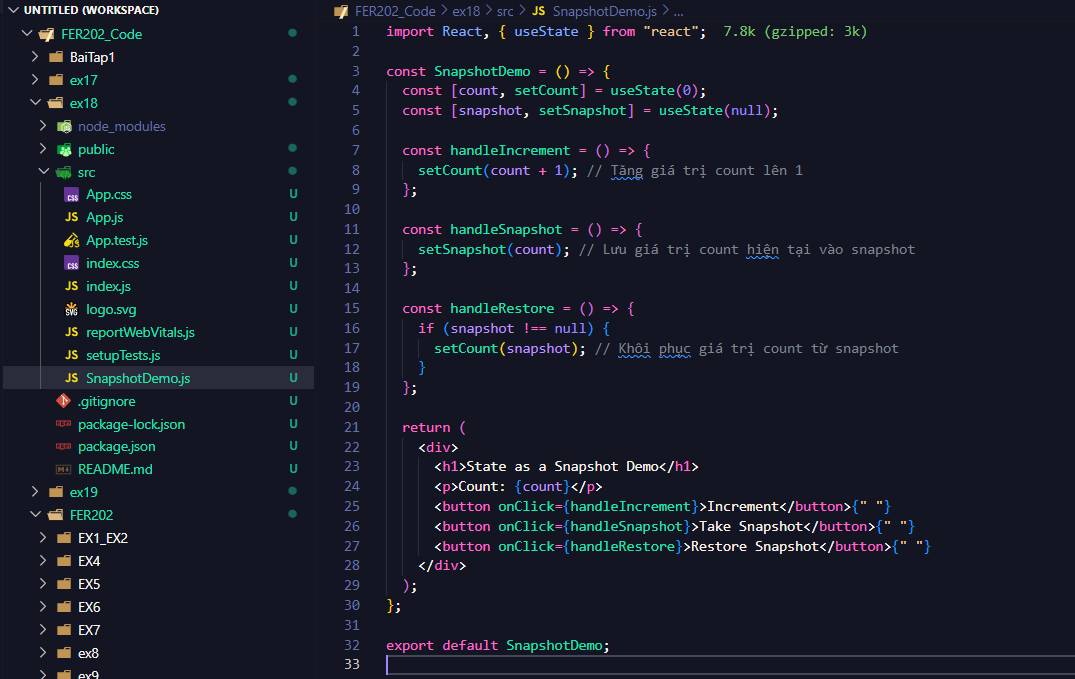 UNTITLED (WORKSPACE)
FER202_Code
BaiTap1
ex17
ex18
node_modules
public
src
App.css U
JS App.js U
App.test.js U
index.css U
JS index.js U
logo.svg U
JS reportWebVitals.js U
JS setupTests.js U
JS SnapshotDemo.js U
.gitignore U
package-lock.json U
package.json U
README.md U
ex19
FER202
EX1_EX2
EX4
EX5
EX6
EX7
ex8
ex9
FER202_Code > ex18 > src > JS SnapshotDemo.js > ...
1 import React, { useState } from "react"; 7.8k (gzipped: 3k)
2
3 const SnapshotDemo = () => {
4 const [count, setCount] = useState(0);
5 const [snapshot, setSnapshot] = useState(null);
6
7 const handleIncrement = () => {
8 setCount(count + 1); // Tăng giá trị count lên 1
9 };
10
11 const handleSnapshot = () => {
12 setSnapshot(count); // Lưu giá trị count hiện tại vào snapshot
13 };
14
15 const handleRestore = () => {
16 if (snapshot !== null) {
17 setCount(snapshot); // Khôi phục giá trị count từ snapshot
18 }
19 };
20
21 return (
22 <div>
23 <h1>State as a Snapshot Demo</h1>
24 <p>Count: {count}</p>
25 <button onClick={handleIncrement}>Increment</button>{" "}
26 <button onClick={handleSnapshot}>Take Snapshot</button>{" "}
27 <button onClick={handleRestore}>Restore Snapshot</button>{" "}
28 </div>
29 );
30 };
31
32 export default SnapshotDemo;
33